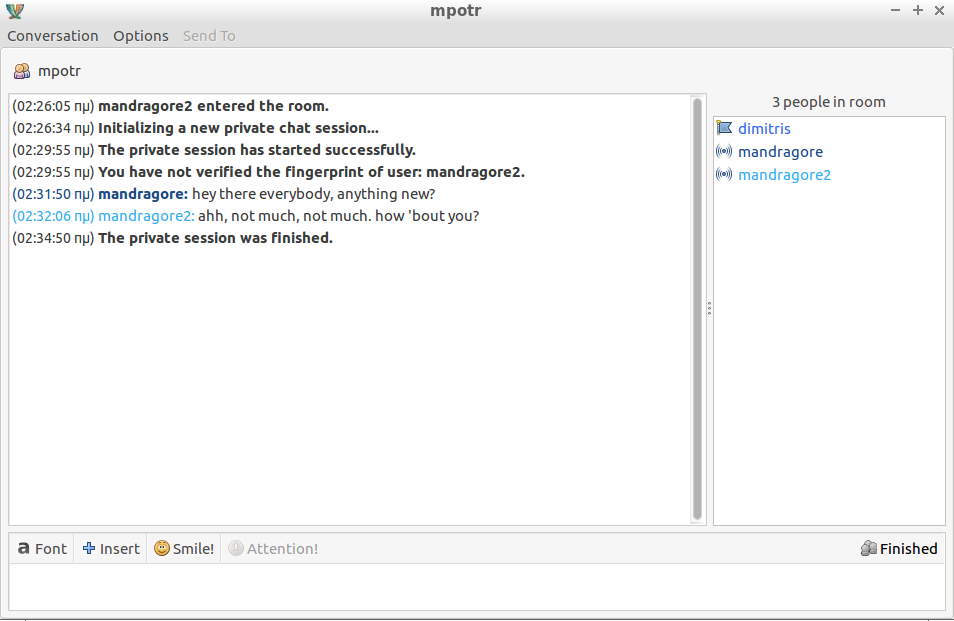 mpotr
Conversation Options Send To
mpotr
(02:26:05 πμ) mandragore2 entered the room.
(02:26:34 πμ) Initializing a new private chat session...
(02:29:55 πμ) The private session has started successfully.
(02:29:55 πμ) You have not verified the fingerprint of user: mandragore2.
(02:31:50 πμ) mandragore: hey there everybody, anything new?
(02:32:06 πμ) mandragore2: ahh, not much, not much. how 'bout you?
(02:34:50 πμ) The private session was finished.
3 people in room
dimitris
mandragore
mandragore2
a Font Insert Smile! Attention! Finished